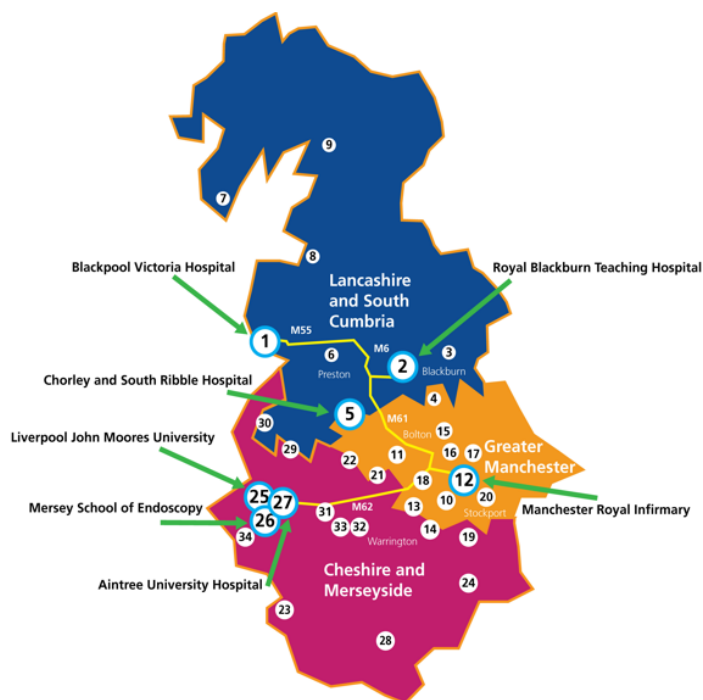 9
7
8
Blackpool Victoria Hospital
Royal Blackburn Teaching Hospital
Lancashire
and South
Cumbria
M55
1
M6
3
6
2
Preston
Blackburn
Chorley and South Ribble Hospital
4
5
M61
30
Bolton
15
Liverpool John Moores University
29
22
11
16
17
Greater
Manchester
21
18
12
25
27
10
20
Mersey School of Endoscopy
31
M62
13
Stockport
Manchester Royal Infirmary
26
33
32
14
34
Warrington
19
Aintree University Hospital
Cheshire and
Merseyside
24
23
28